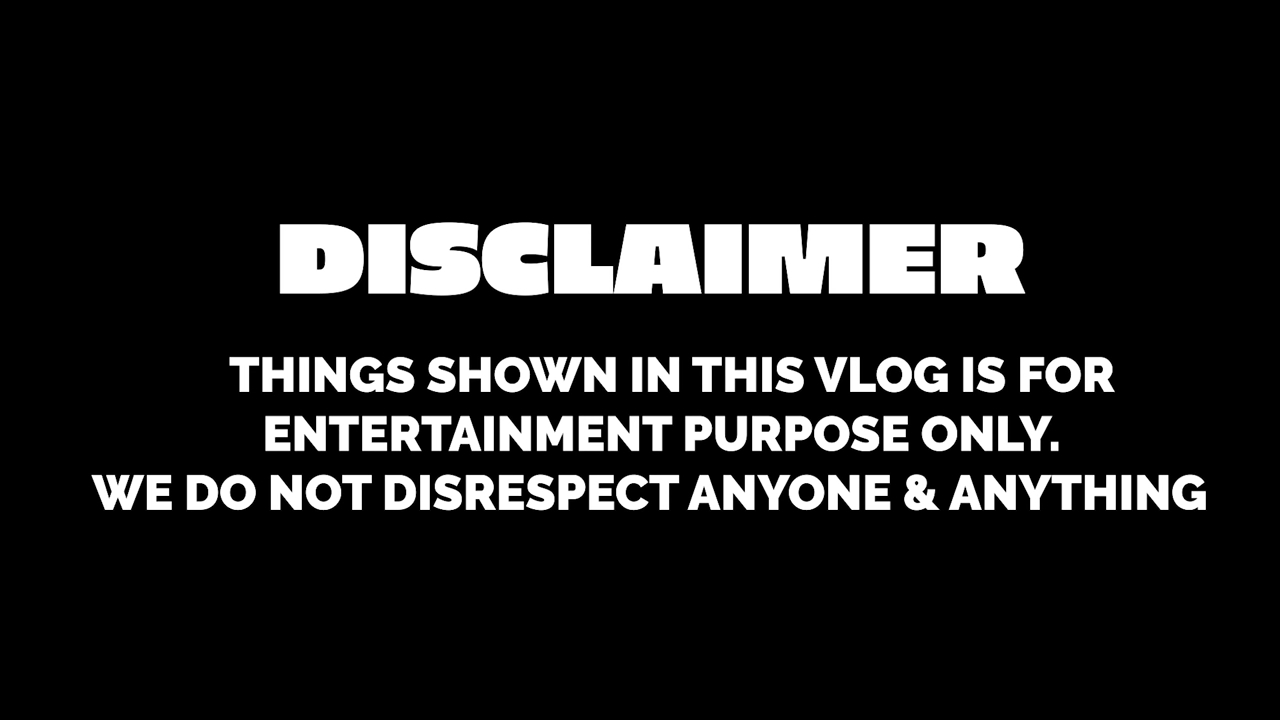 DISCLAIMER
THINGS SHOWN IN THIS VLOG IS FOR
ENTERTAINMENT PURPOSE ONLY.
WE DO NOT DISRESPECT ANYONE & ANYTHING